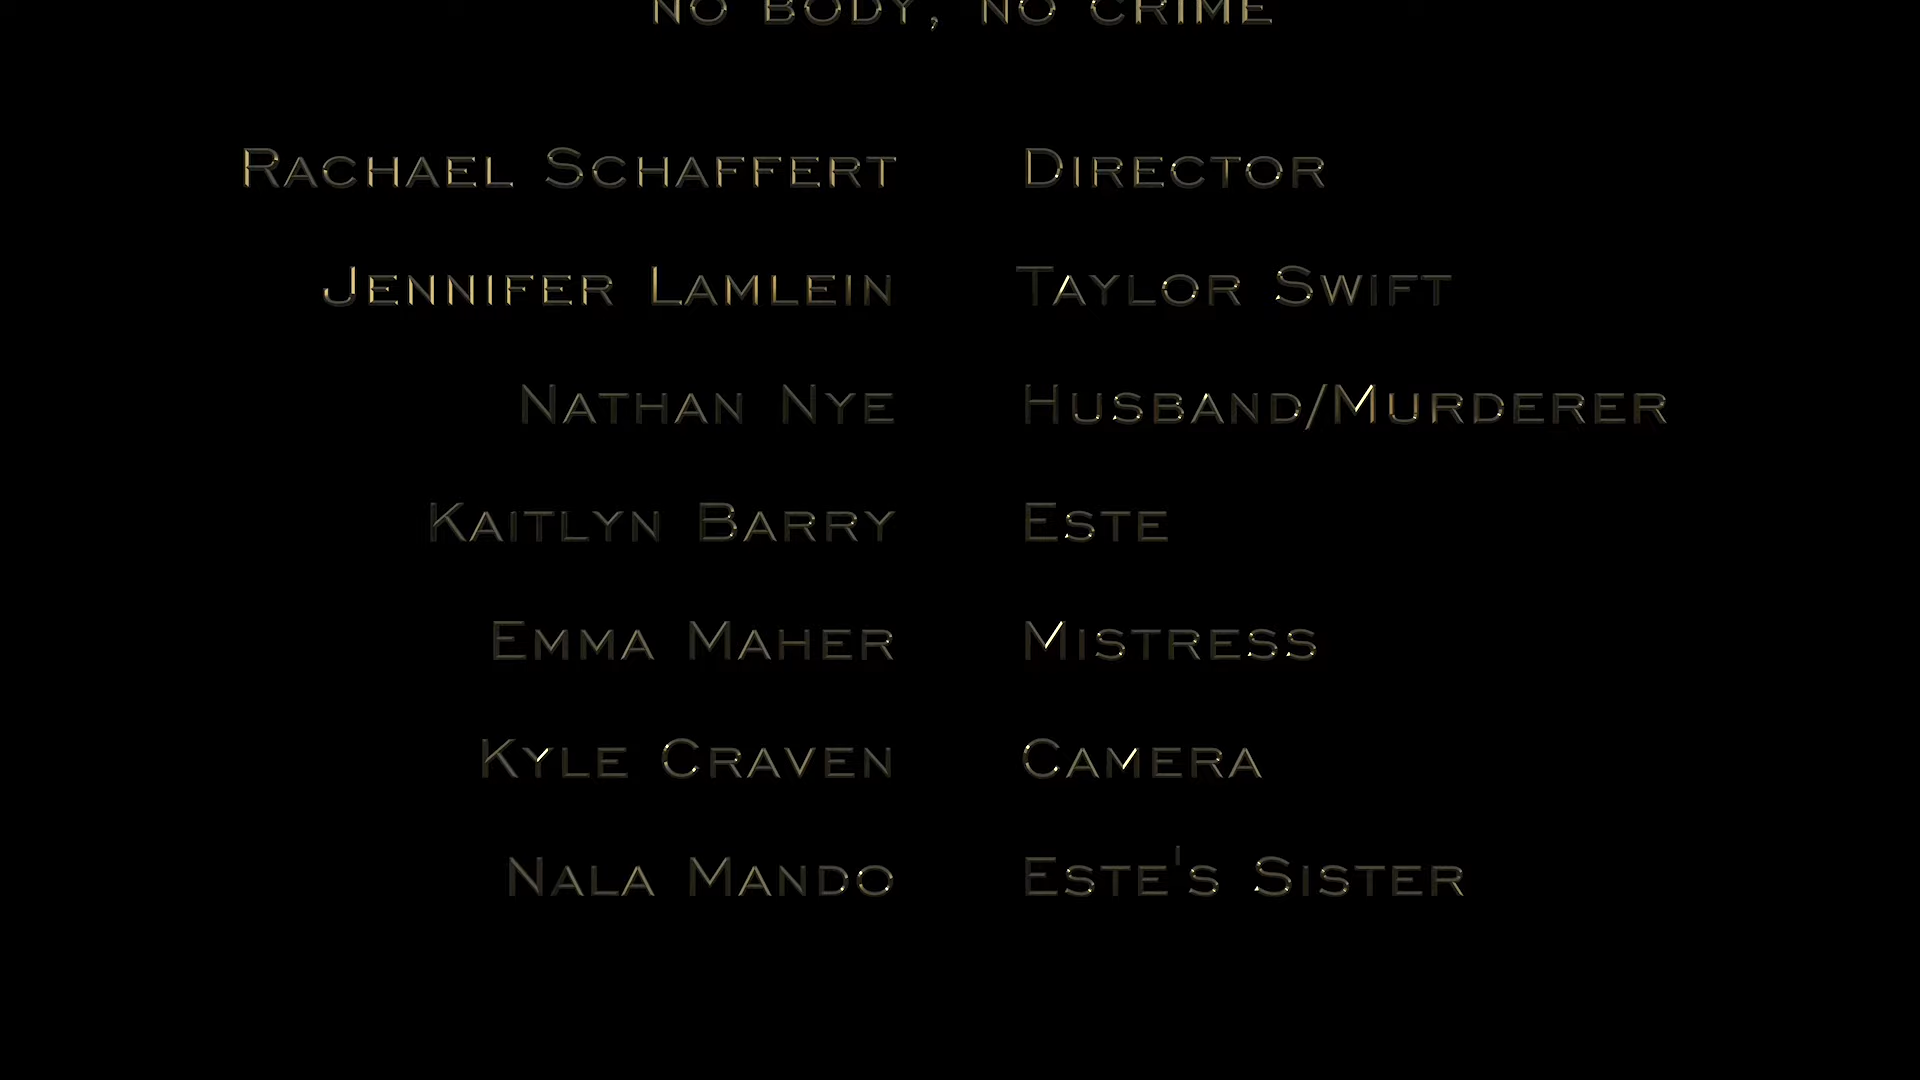 NO BODY, NO CRIME
RACHAEL SCHAFFERT DIRECTOR
JENNIFER LAMLEIN TAYLOR SWIFT
NATHAN NYE HUSBAND/MURDERER
KAITLYN BARRY ESTE
EMMA MAHER MISTRESS
KYLE CRAVEN CAMERA
NALA MANDO ESTE'S SISTER